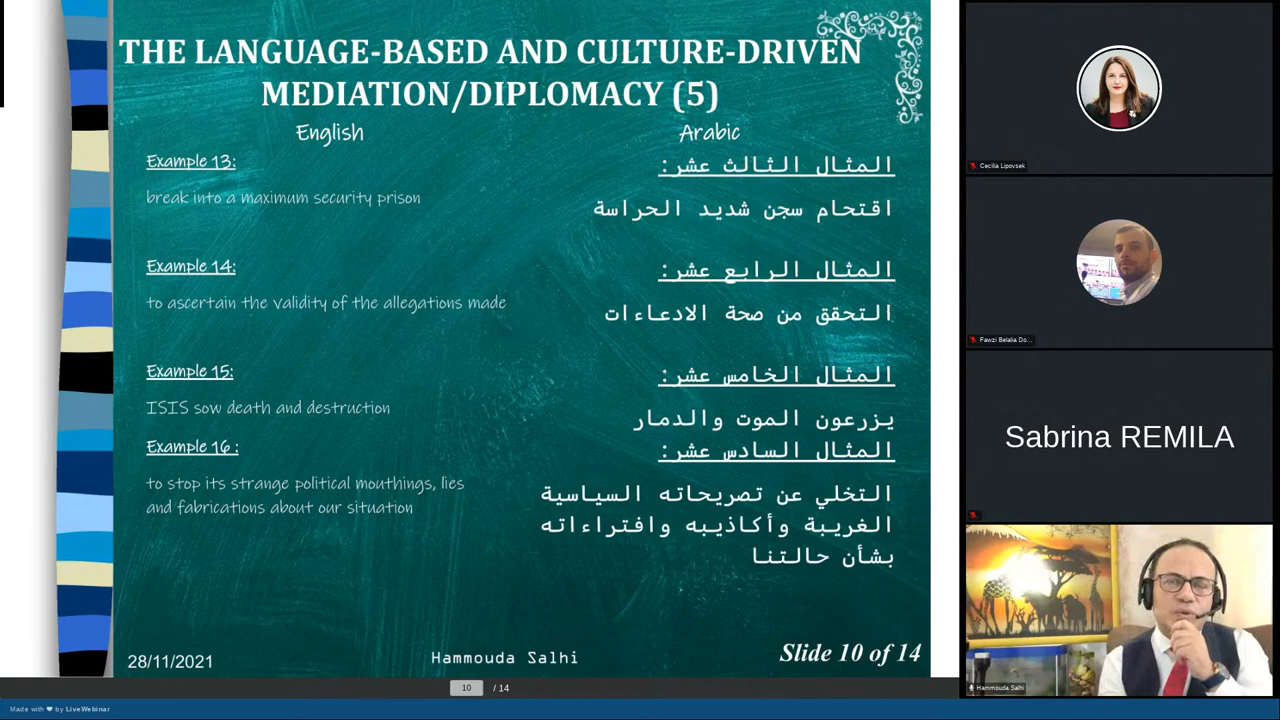 THE LANGUAGE-BASED AND CULTURE-DRIVEN
MEDIATION/DIPLOMACY (5)
English
Example 13:
break into a maximum security prison
Example 14:
to ascertain the validity of the allegations made
Example 15:
ISIS sow death and destruction
Example 16 :
to stop its strange political mouthings, lies
and fabrications about our situation
Arabic
المثال الثالث عشر:
اقتحام سجن شديد الحراسة
المثال الرابع عشر:
التحقق من صحة الادعاءات
المثال الخامس عشر:
يزرعون الموت والدمار
المثال السادس عشر:
التخلي عن تصريحاته السياسية
الغريبة وأكاذيبه وافتراءاته
بشأن حالتنا
28/11/2021
Hammouda Salhi
Slide 10 of 14
10 / 14
Made with ❤ by LiveWebinar
Cecilia Lipovsek
Fawzi Belalia Do...
Sabrina REMILA
Hammouda Salhi